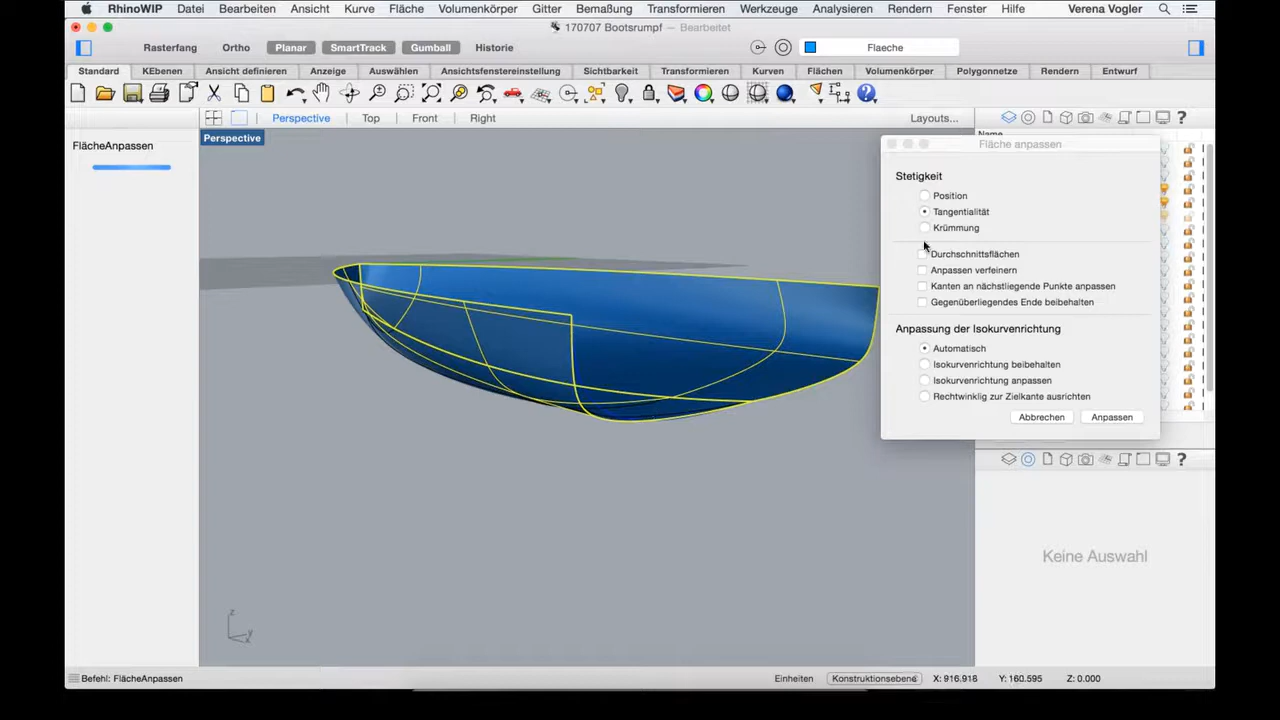 RhinoWIP Datei Bearbeiten Ansicht Kurve Fläche Volumenkörper Gitter Bemaßung Transformieren Werkzeuge Analysieren Rendern Fenster Hilfe Verena Vogler
170707 Bootsrumpf — Bearbeitet
Rasterfang Ortho Planar SmartTrack Gumball Historie Flaeche
Standard KEbenen Ansicht definieren Anzeige Auswählen Ansichtsfensterereinstellung Sichtbarkeit Transformieren Kurven Flächen Volumenkörper Polygonnetze Rendern Entwurf
Perspective Top Front Right Layouts...
Perspective
FlächeAnpassen
Name
Fläche anpassen
Stetigkeit
Position
Tangentialität
Krümmung
Durchschnittsflächen
Anpassen verfeinern
Kanten an nächstliegende Punkte anpassen
Gegenüberliegendes Ende beibehalten
Anpassung der Isokurvenrichtung
Automatisch
Isokurvenrichtung beibehalten
Isokurvenrichtung anpassen
Rechtwinklig zur Zielkante ausrichten
Abbrechen Anpassen
Keine Auswahl
z
y
x
Befehl: FlächeAnpassen Einheiten Konstruktionsebene X: 916.918 Y: 160.595 Z: 0.000